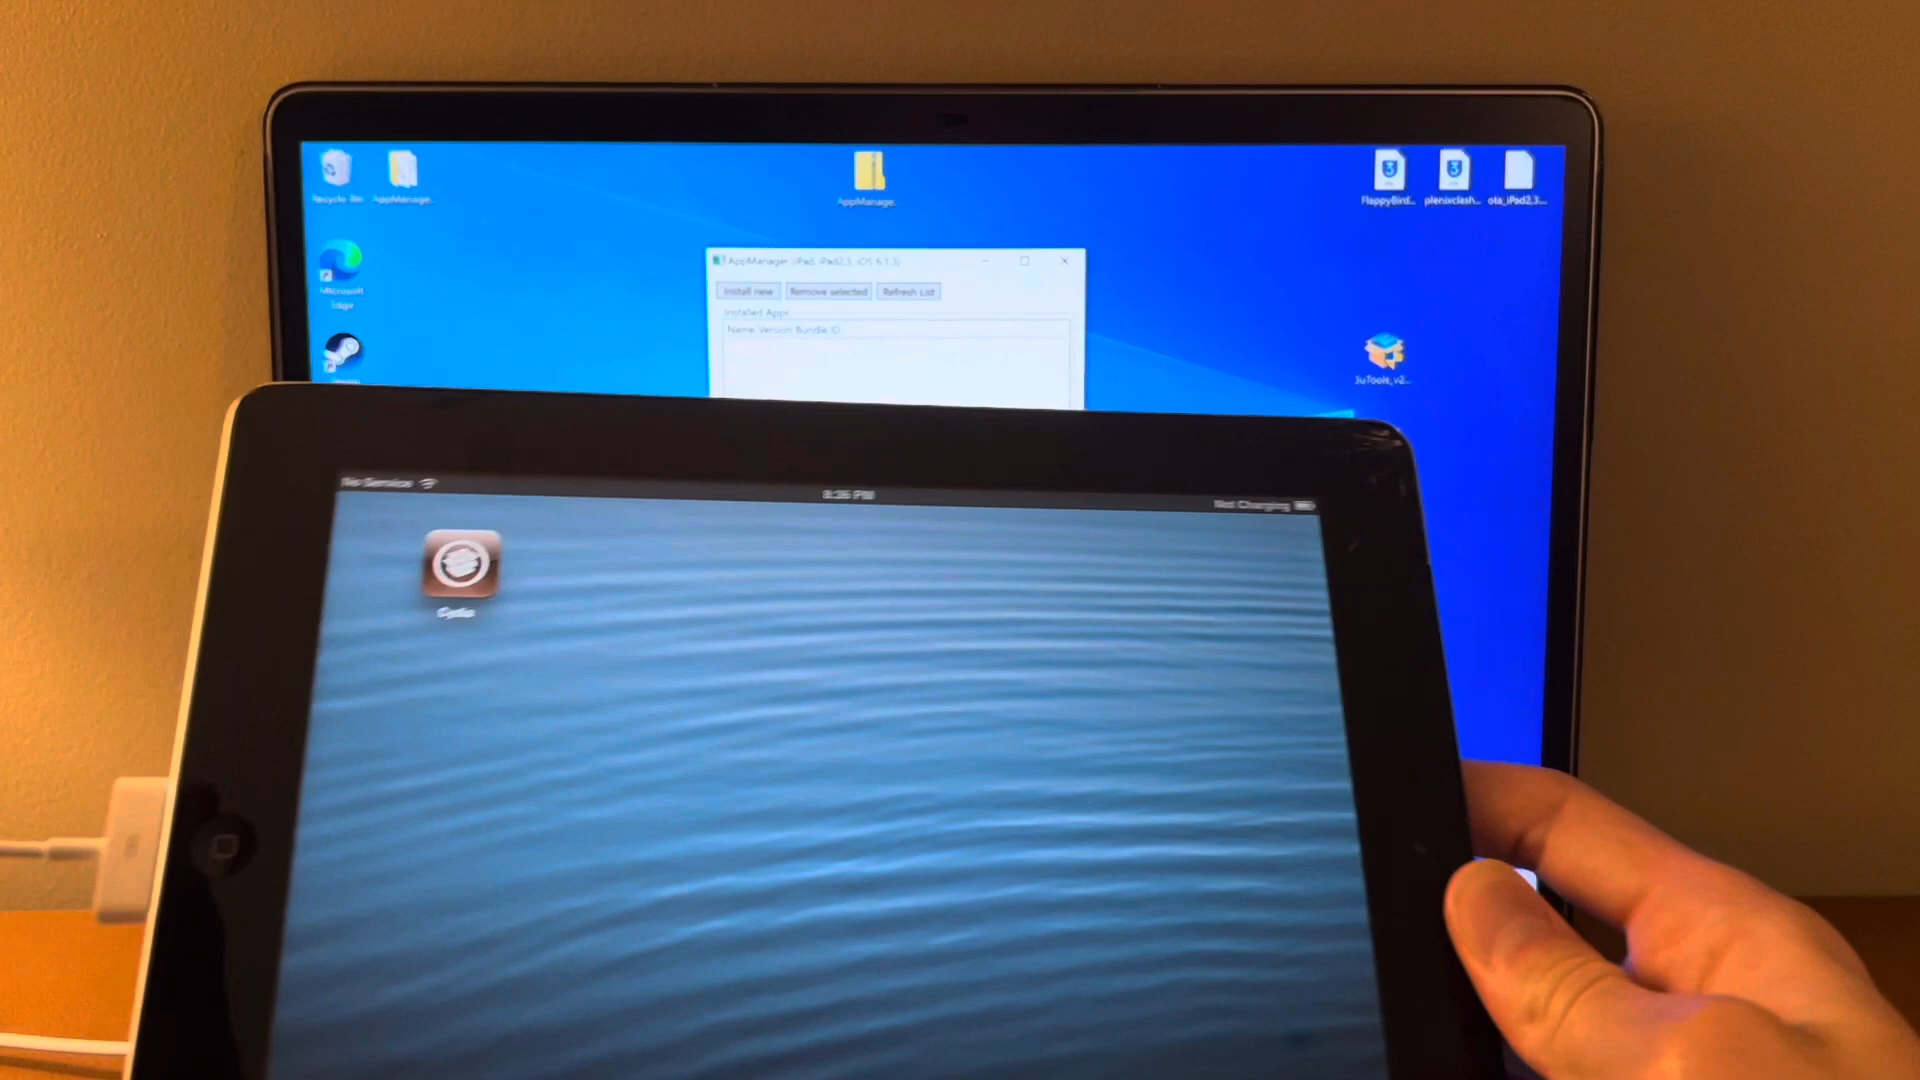 Recycle Bin
AppManage..
AppManage..
FlappyBird...
plenixclash...
ota_iPad2,3...
Microsoft
Edge
AppManager (iPad, iPad2,3, iOS 6.1.3)
Install new
Remove selected
Refresh List
Installed Apps
Name Version Bundle ID
3uTools_v2...
No Service
8:26 PM
Not Charging
Cydia